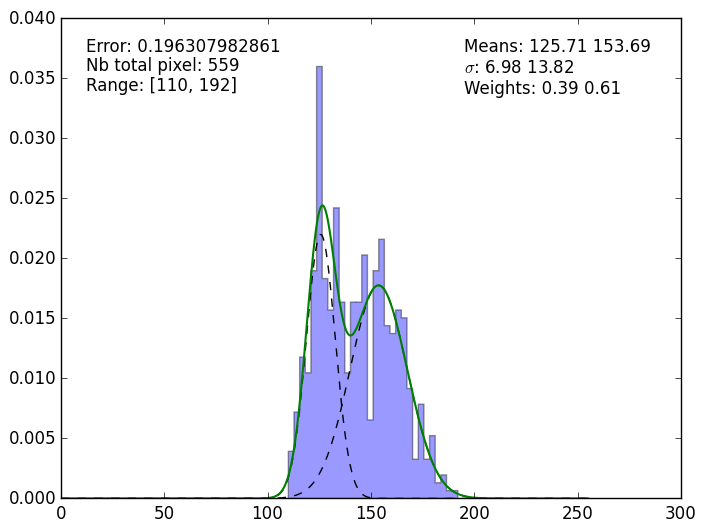 Error: 0.196307982861
Nb total pixel: 559
Range: [110, 192]
Means: 125.71 153.69
σ: 6.98 13.82
Weights: 0.39 0.61
0.040
0.035
0.030
0.025
0.020
0.015
0.010
0.005
0.000
0 50 100 150 200 250 300